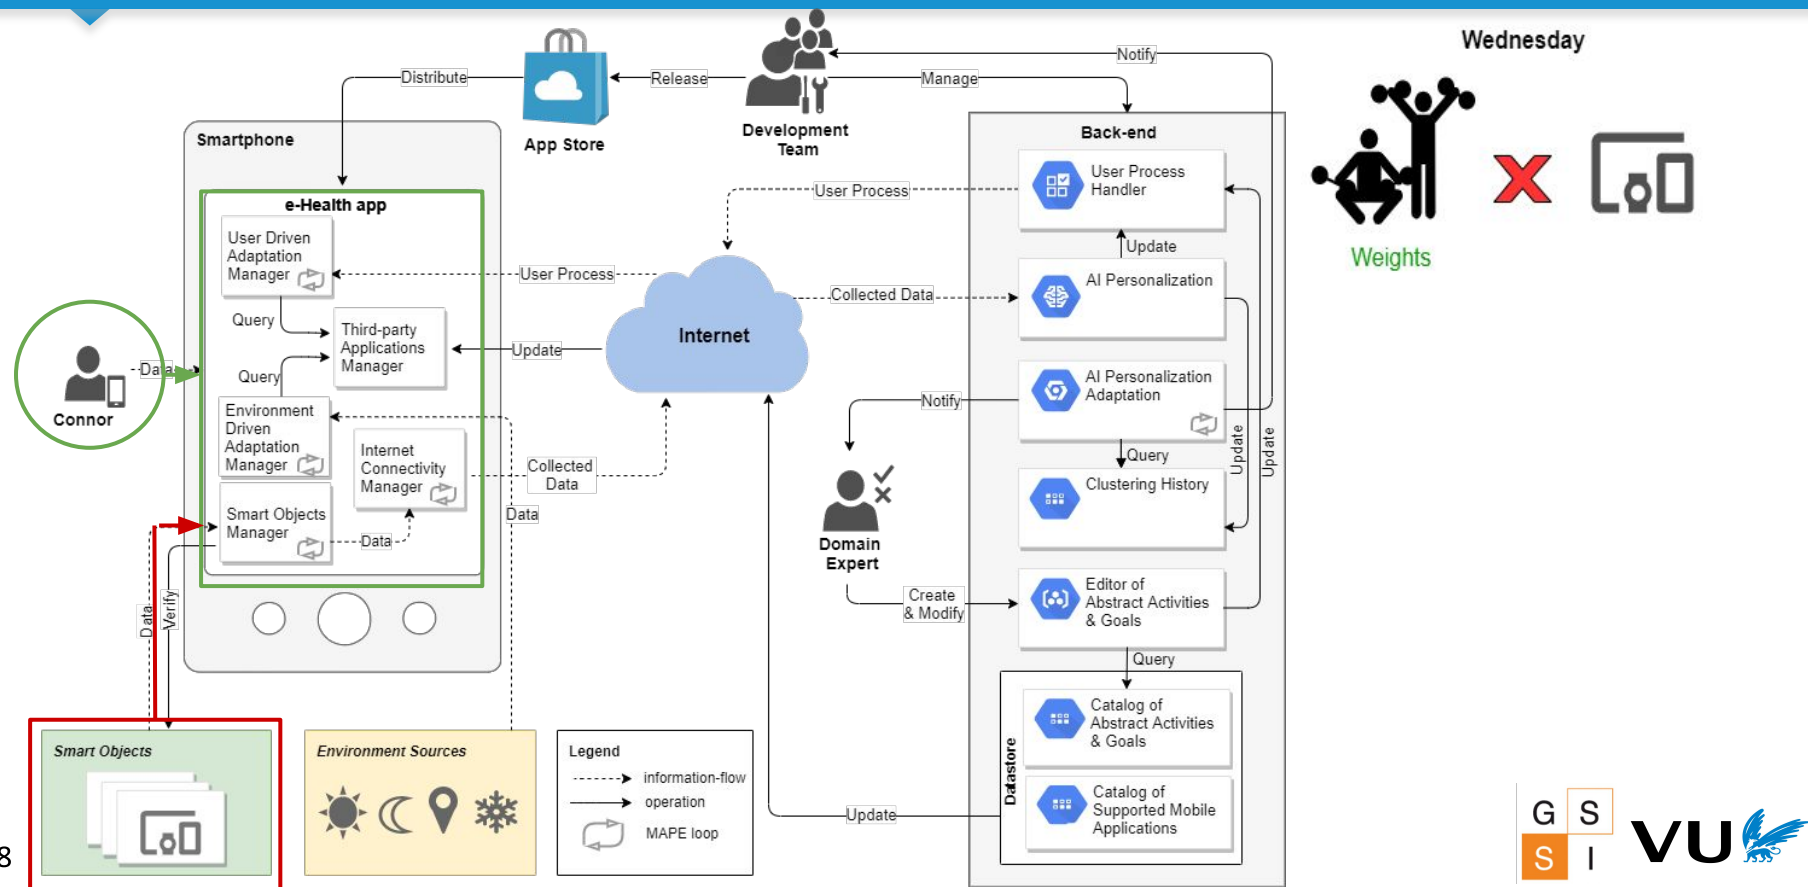 Wednesday
Weights
Distribute
Release
Manage
Notify
App Store
Development
Team
Smartphone
e-Health app
User Driven
Adaptation
Manager
Query
Third-party
Applications
Manager
Query
Environment
Driven
Adaptation
Manager
Internet
Connectivity
Manager
Smart Objects
Manager
Data
Data
Connor
Data
Verify
User Process
User Process
Internet
Update
Collected Data
Collected
Data
Data
Notify
Domain
Expert
Create
& Modify
Update
Back-end
User Process
Handler
Update
AI Personalization
AI Personalization
Adaptation
Query
Clustering History
Update
Update
Editor of
Abstract Activities
& Goals
Query
Datastore
Catalog of
Abstract Activities
& Goals
Catalog of
Supported Mobile
Applications
Smart Objects
Environment Sources
Legend
information-flow
operation
MAPE loop
8
G S
S I
VU